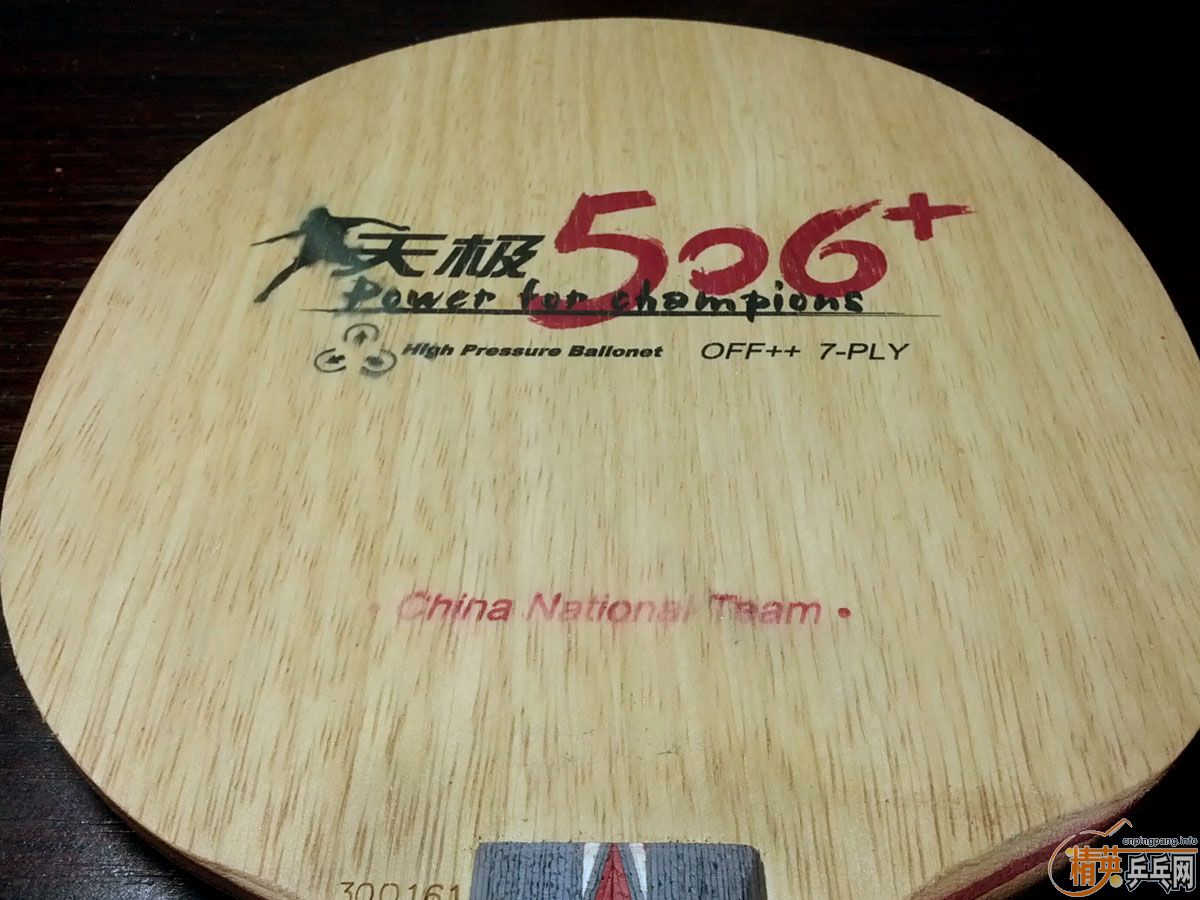 天极 506+
Power for champions
High Pressure Ballonet OFF++ 7-PLY
• China National Team •
300161
cnpingpang.info
精英乒乓网